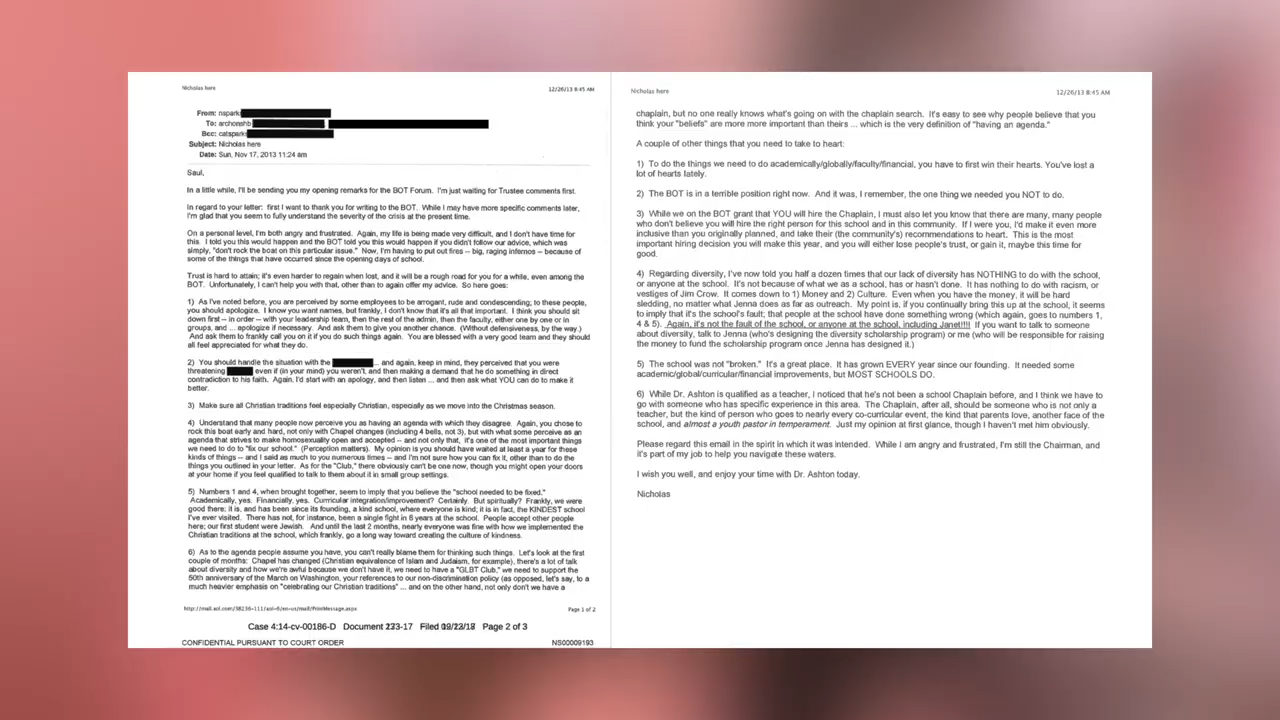 Nicholas here
12/26/13 8:45 AM
From: nspark
To: archonshb
Bcc: catspark
Subject: Nicholas here
Date: Sun, Nov 17, 2013 11:24 am
Saul,
In a little while, I'll be sending you my opening remarks for the BOT Forum. I'm just waiting for Trustee comments first.
In regard to your letter: first I want to thank you for writing to the BOT. While I may have more specific comments later,
I'm glad that you seem to fully understand the severity of the crisis at the present time.
On a personal level, I'm both angry and frustrated. Again, my life is being made very difficult, and I don't have time for
this. I told you this would happen and the BOT told you this would happen if you didn't follow our advice, which was
simply, "don't rock the boat on this particular issue." Now, I'm having to put out fires -- big, raging infernos -- because of
some of the things that have occurred since the opening days of school.
Trust is hard to attain; it's even harder to regain when lost, and it will be a rough road for you for a while, even among the
BOT. Unfortunately, I can't help you with that, other than to again offer my advice. So here goes:
1) As I've noted before, you are perceived by some employees to be arrogant, rude and condescending; to these people,
you should apologize. I know you want names, but frankly, I don't know that it's all that important. I think you should sit
down first -- in order -- with your leadership team, then the rest of the admin, then the faculty, either one by one or in
groups, and ... apologize if necessary. And ask them to give you another chance. (Without defensiveness, by the way.)
And ask them to frankly call you on it if you do such things again. You are blessed with a very good team and they should
all feel appreciated for what they do.
2) You should handle the situation with the ... and again, keep in mind, they perceived that you were
threatening even if (in your mind) you weren't, and then making a demand that he do something in direct
contradiction to his faith. Again, I'd start with an apology, and then listen ... and then ask what YOU can do to make it
better.
3) Make sure all Christian traditions feel especially Christian, especially as we move into the Christmas season.
4) Understand that many people now perceive you as having an agenda with which they disagree. Again, you chose to
rock this boat early and hard, not only with Chapel changes (including 4 bells, not 3), but with what some perceive as an
agenda that strives to make homosexuality open and accepted -- and not only that, it's one of the most important things
we need to do to "fix our school." (Perception matters). My opinion is you should have waited at least a year for these
kinds of things -- and I said as much to you numerous times -- and I'm not sure how you can fix it, other than to do the
things you outlined in your letter. As for the "Club," there obviously can't be one now, though you might open your doors
at your home if you feel qualified to talk to them about it in small group settings.
5) Numbers 1 and 4, when brought together, seem to imply that you believe the "school needed to be fixed."
Academically, yes. Financially, yes. Curricular integration/improvement? Certainly. But spiritually? Frankly, we were
good there; it is, and has been since its founding, a kind school, where everyone is kind; it is in fact, the KINDEST school
I've ever visited. There has not, for instance, been a single fight in 8 years at the school. People accept other people
here; our first student were Jewish. And until the last 2 months, nearly everyone was fine with how we implemented the
Christian traditions at the school, which frankly, go a long way toward creating the culture of kindness.
6) As to the agenda people assume you have, you can't really blame them for thinking such things. Let's look at the first
couple of months: Chapel has changed (Christian equivalence of Islam and Judaism, for example), there's a lot of talk
about diversity and how we're awful because we don't have it, we need to have a "GLBT Club," we need to support the
50th anniversary of the March on Washington, your references to our non-discrimination policy (as opposed, let's say, to a
much heavier emphasis on "celebrating our Christian traditions" ... and on the other hand, not only don't we have a
Page 1 of 2
Case 4:14-cv-00186-D Document Filed Page 2 of 3
CONFIDENTIAL PURSUANT TO COURT ORDER
NS00009193
Nicholas here
12/26/13 8:45 AM
chaplain, but no one really knows what's going on with the chaplain search. It's easy to see why people believe that you
think your "beliefs" are more more important than theirs ... which is the very definition of "having an agenda."
A couple of other things that you need to take to heart:
1) To do the things we need to do academically/globally/faculty/financial, you have to first win their hearts. You've lost a
lot of hearts lately.
2) The BOT is in a terrible position right now. And it was, I remember, the one thing we needed you NOT to do.
3) While we on the BOT grant that YOU will hire the Chaplain, I must also let you know that there are many, many people
who don't believe you will hire the right person for this school and in this community. If I were you, I'd make it even more
inclusive than you originally planned, and take their (the community's) recommendations to heart. This is the most
important hiring decision you will make this year, and you will either lose people's trust, or gain it, maybe this time for
good.
4) Regarding diversity, I've now told you half a dozen times that our lack of diversity has NOTHING to do with the school,
or anyone at the school. It's not because of what we as a school, has or hasn't done. It has nothing to do with racism, or
vestiges of Jim Crow. It comes down to 1) Money and 2) Culture. Even when you have the money, it will be hard
sledding, no matter what Jenna does as far as outreach. My point is, if you continually bring this up at the school, it seems
to imply that it's the school's fault; that people at the school have done something wrong (which again, goes to numbers 1,
4 & 5). Again, it's not the fault of the school, or anyone at the school, including Janet!!!! If you want to talk to someone
about diversity, talk to Jenna (who's designing the diversity scholarship program) or me (who will be responsible for raising
the money to fund the scholarship program once Jenna has designed it.)
5) The school was not "broken." It's a great place. It has grown EVERY year since our founding. It needed some
academic/global/curricular/financial improvements, but MOST SCHOOLS DO.
6) While Dr. Ashton is qualified as a teacher, I noticed that he's not been a school Chaplain before, and I think we have to
go with someone who has specific experience in this area. The Chaplain, after all, should be someone who is not only a
teacher, but the kind of person who goes to nearly every co-curricular event, the kind that parents love, another face of the
school, and almost a youth pastor in temperament. Just my opinion at first glance, though I haven't met him obviously.
Please regard this email in the spirit in which it was intended. While I am angry and frustrated, I'm still the Chairman, and
it's part of my job to help you navigate these waters.
I wish you well, and enjoy your time with Dr. Ashton today.
Nicholas